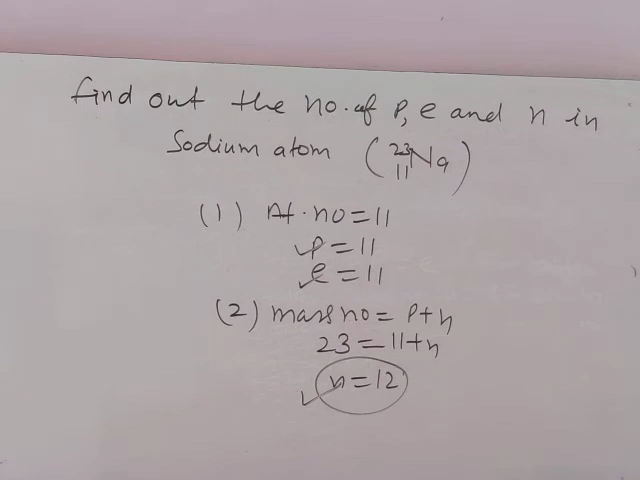 find out the no. of p, e and n in
Sodium atom (²³₁₁Na)
(1) At. no = 11
p = 11
e = 11
(2) mass no = p + n
23 = 11 + n
n = 12